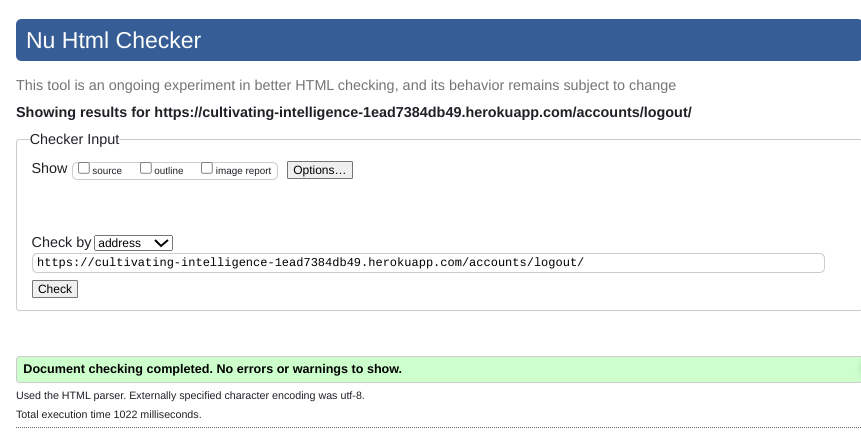 Nu Html Checker
This tool is an ongoing experiment in better HTML checking, and its behavior remains subject to change
Showing results for https://cultivating-intelligence-1ead7384db49.herokuapp.com/accounts/logout/
Checker Input
Show source outline image report Options...
Check by address
https://cultivating-intelligence-1ead7384db49.herokuapp.com/accounts/logout/
Check
Document checking completed. No errors or warnings to show.
Used the HTML parser. Externally specified character encoding was utf-8.
Total execution time 1022 milliseconds.